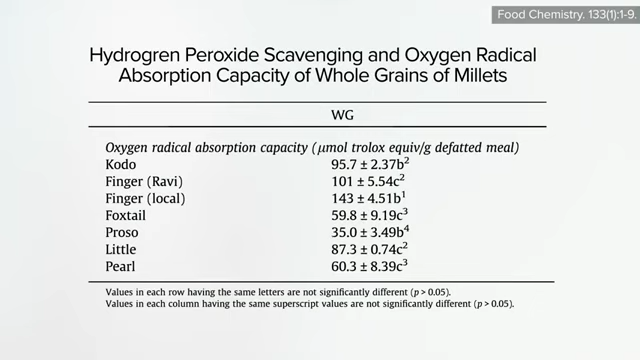 Food Chemistry. 133(1):1-9.
Hydrogren Peroxide Scavenging and Oxygen Radical
Absorption Capacity of Whole Grains of Millets
WG
Oxygen radical absorption capacity (μmol trolox equiv/g defatted meal)
Kodo 95.7 ± 2.37b²
Finger (Ravi) 101 ± 5.54c²
Finger (local) 143 ± 4.51b¹
Foxtail 59.8 ± 9.19c³
Proso 35.0 ± 3.49b⁴
Little 87.3 ± 0.74c²
Pearl 60.3 ± 8.39c³
Values in each row having the same letters are not significantly different (p > 0.05).
Values in each column having the same superscript values are not significantly different (p > 0.05).